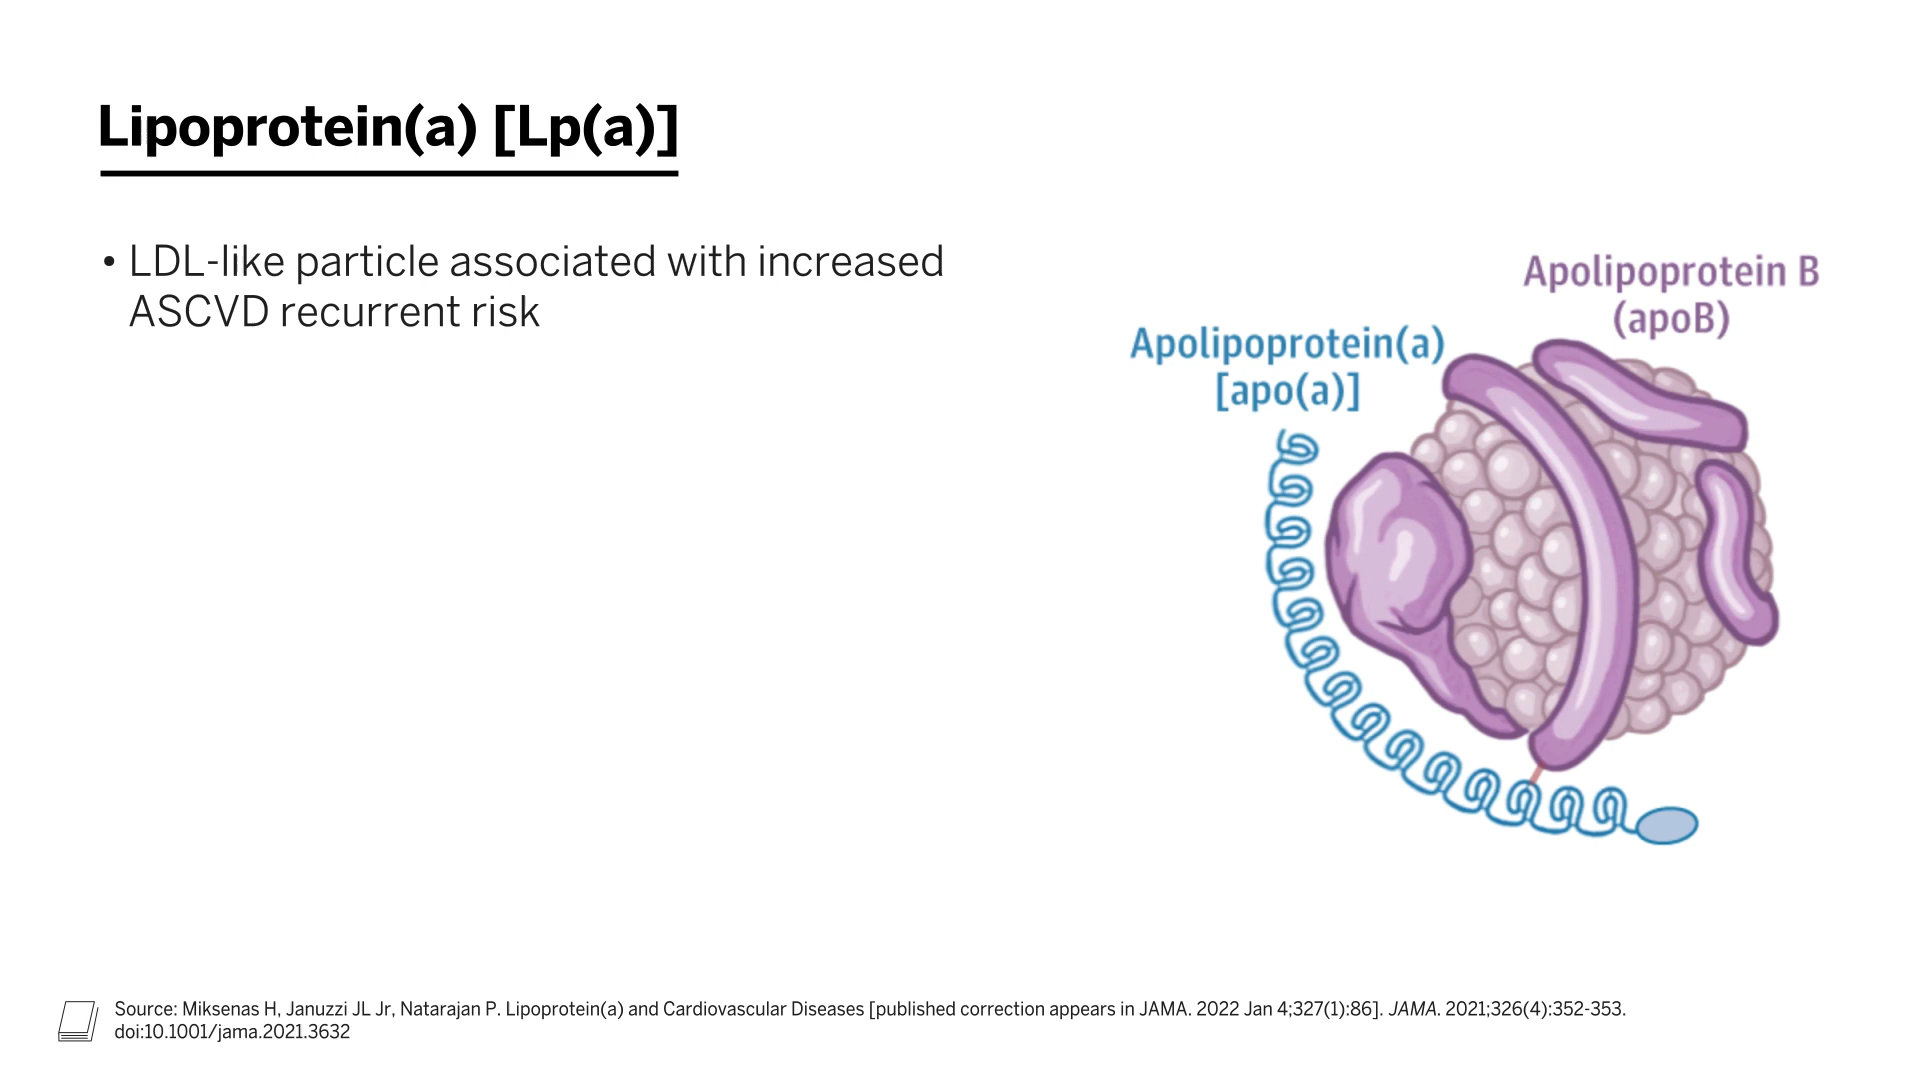 Lipoprotein(a) [Lp(a)]
• LDL-like particle associated with increased
ASCVD recurrent risk
Apolipoprotein B
(apoB)
Apolipoprotein(a)
[apo(a)]
Source: Miksenas H, Januzzi JL Jr, Natarajan P. Lipoprotein(a) and Cardiovascular Diseases [published correction appears in JAMA. 2022 Jan 4;327(1):86]. JAMA. 2021;326(4):352-353.
doi:10.1001/jama.2021.3632